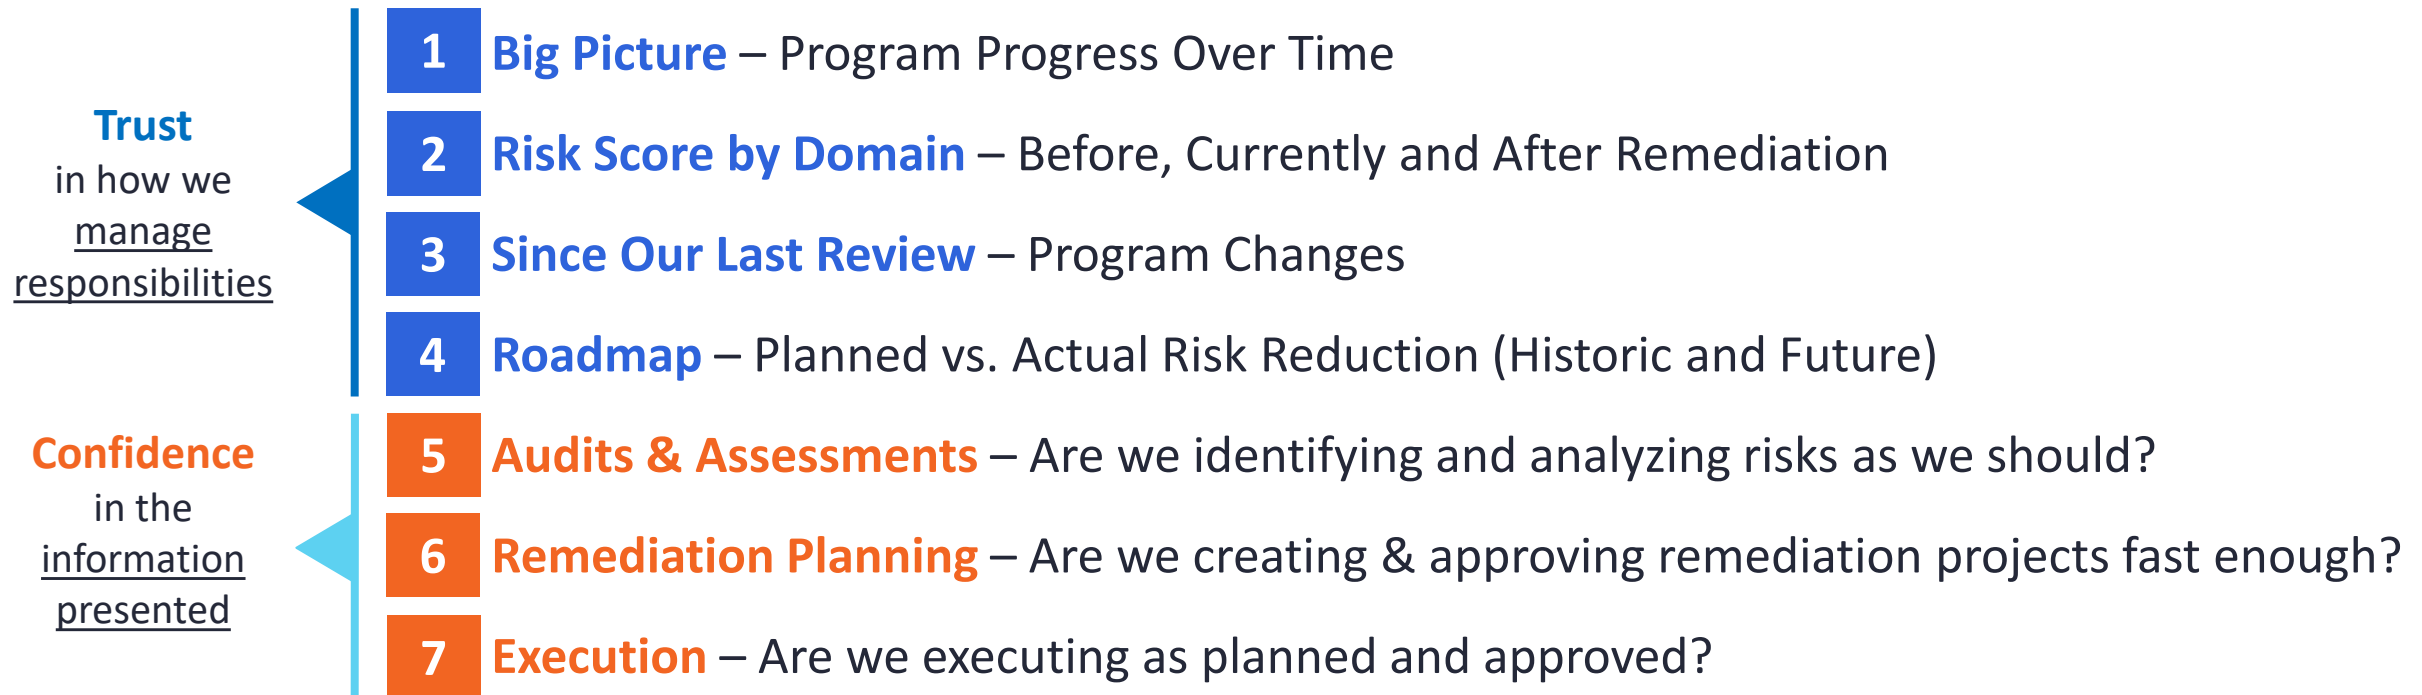 Trust
in how we
manage
responsibilities
1 Big Picture – Program Progress Over Time
2 Risk Score by Domain – Before, Currently and After Remediation
3 Since Our Last Review – Program Changes
4 Roadmap – Planned vs. Actual Risk Reduction (Historic and Future)
Confidence
in the
information
presented
5 Audits & Assessments – Are we identifying and analyzing risks as we should?
6 Remediation Planning – Are we creating & approving remediation projects fast enough?
7 Execution – Are we executing as planned and approved?